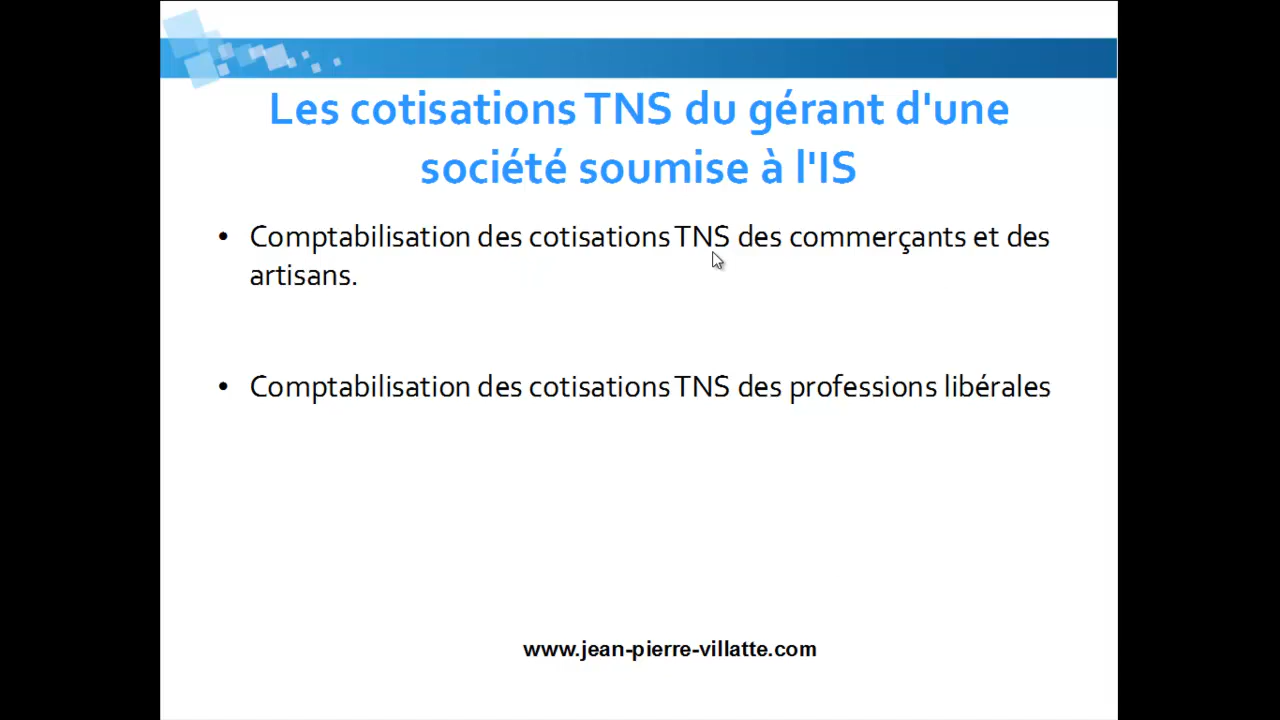 Les cotisations TNS du gérant d'une
société soumise à l'IS
• Comptabilisation des cotisations TNS des commerçants et des
artisans.
• Comptabilisation des cotisations TNS des professions libérales
www.jean-pierre-villatte.com